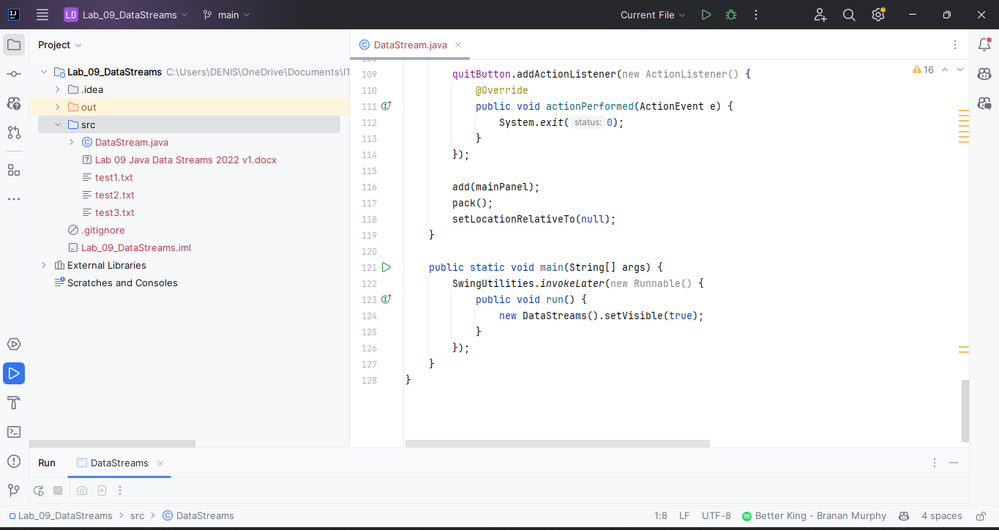 LD Lab_09_DataStreams main Current File
Project
DataStream.java
Lab_09_DataStreams C:\Users\DENIS\OneDrive\Documents\IT
.idea
out
src
DataStream.java
Lab 09 Java Data Streams 2022 v1.docx
test1.txt
test2.txt
test3.txt
.gitignore
Lab_09_DataStreams.iml
External Libraries
Scratches and Consoles
16
109 quitButton.addActionListener(new ActionListener() {
110 @Override
111 public void actionPerformed(ActionEvent e) {
112 System.exit( status: 0);
113 }
114 });
115
116 add(mainPanel);
117 pack();
118 setLocationRelativeTo(null);
119 }
120
121 public static void main(String[] args) {
122 SwingUtilities.invokeLater(new Runnable() {
123 public void run() {
124 new DataStreams().setVisible(true);
125 }
126 });
127 }
128 }
Run DataStreams
Lab_09_DataStreams > src > DataStreams 1:8 LF UTF-8 Better King - Branan Murphy 4 spaces